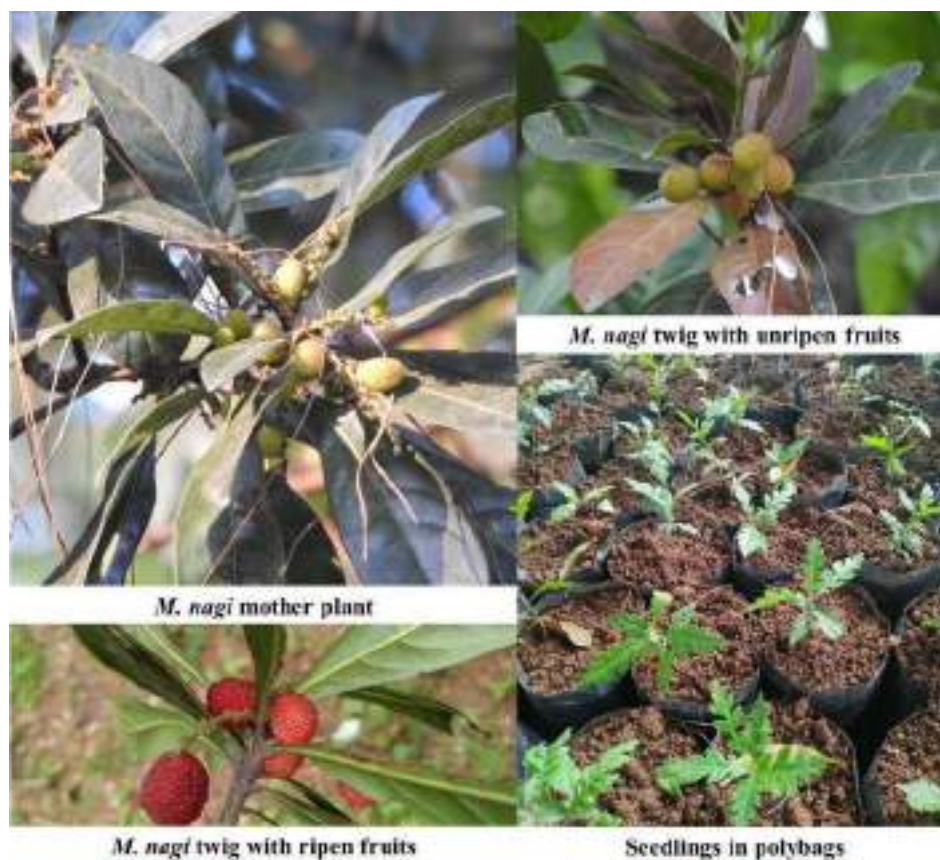 M. nagi twig with unripen fruits
M. nagi mother plant
M. nagi twig with ripen fruits
Seedlings in polybags